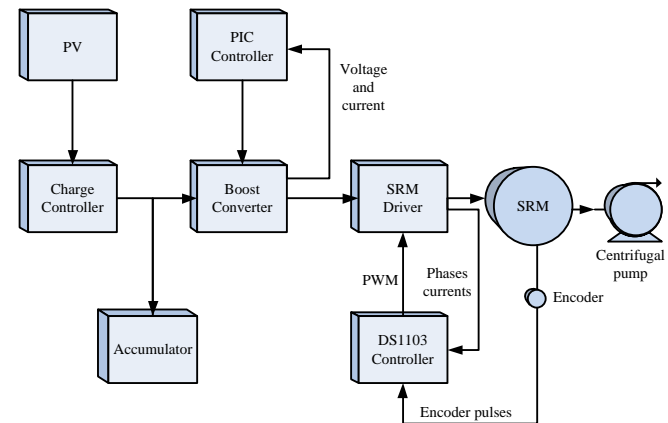 PV
PIC
Controller
Voltage
and
current
Charge
Controller
Boost
Converter
SRM
Driver
SRM
Centrifugal
pump
PWM
Phases
currents
Encoder
Accumulator
DS1103
Controller
Encoder pulses